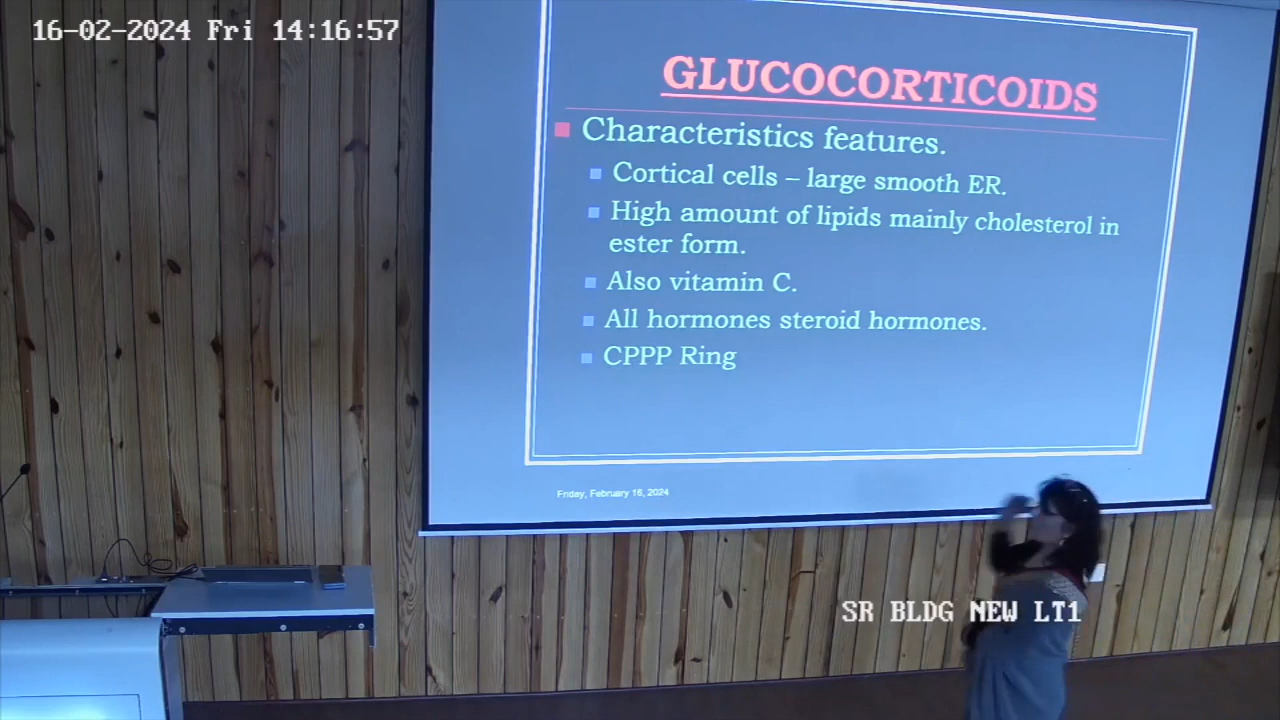 16-02-2024 Fri 14:16:57
GLUCOCORTICOIDS
Characteristics features.
Cortical cells – large smooth ER.
High amount of lipids mainly cholesterol in
ester form.
Also vitamin C.
All hormones steroid hormones.
CPPP Ring
Friday, February 16, 2024
SR BLDG NEW LT1